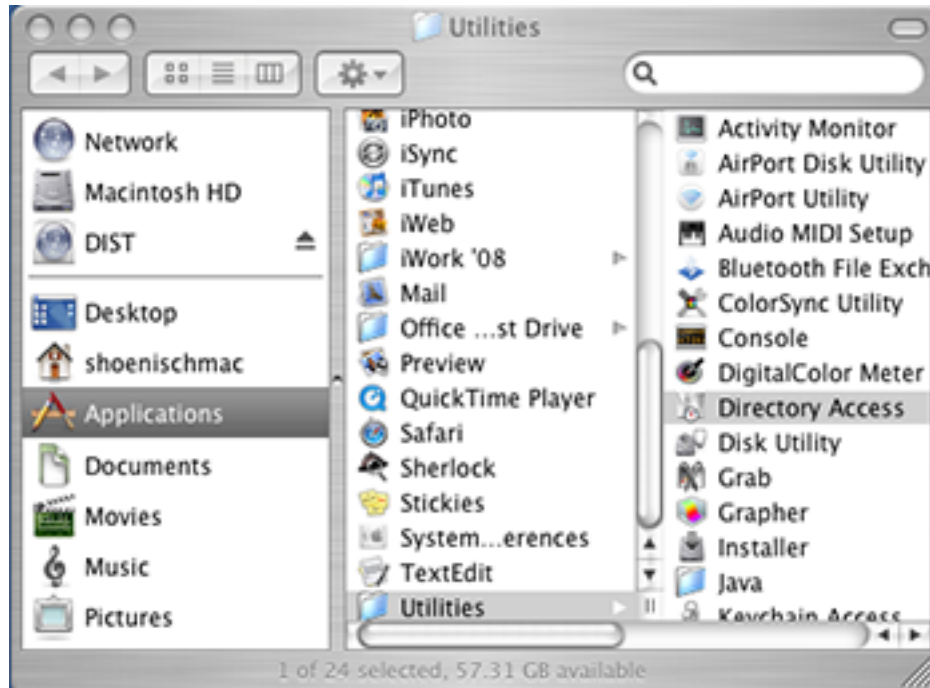 Utilities
Network
Macintosh HD
DIST
Desktop
shoenischmac
Applications
Documents
Movies
Music
Pictures
iPhoto
iSync
iTunes
iWeb
iWork '08
Mail
Office ...st Drive
Preview
QuickTime Player
Safari
Sherlock
Stickies
System...erences
TextEdit
Utilities
Activity Monitor
AirPort Disk Utility
AirPort Utility
Audio MIDI Setup
Bluetooth File Exch
ColorSync Utility
Console
DigitalColor Meter
Directory Access
Disk Utility
Grab
Grapher
Installer
Java
Keychain Access
1 of 24 selected, 57.31 GB available